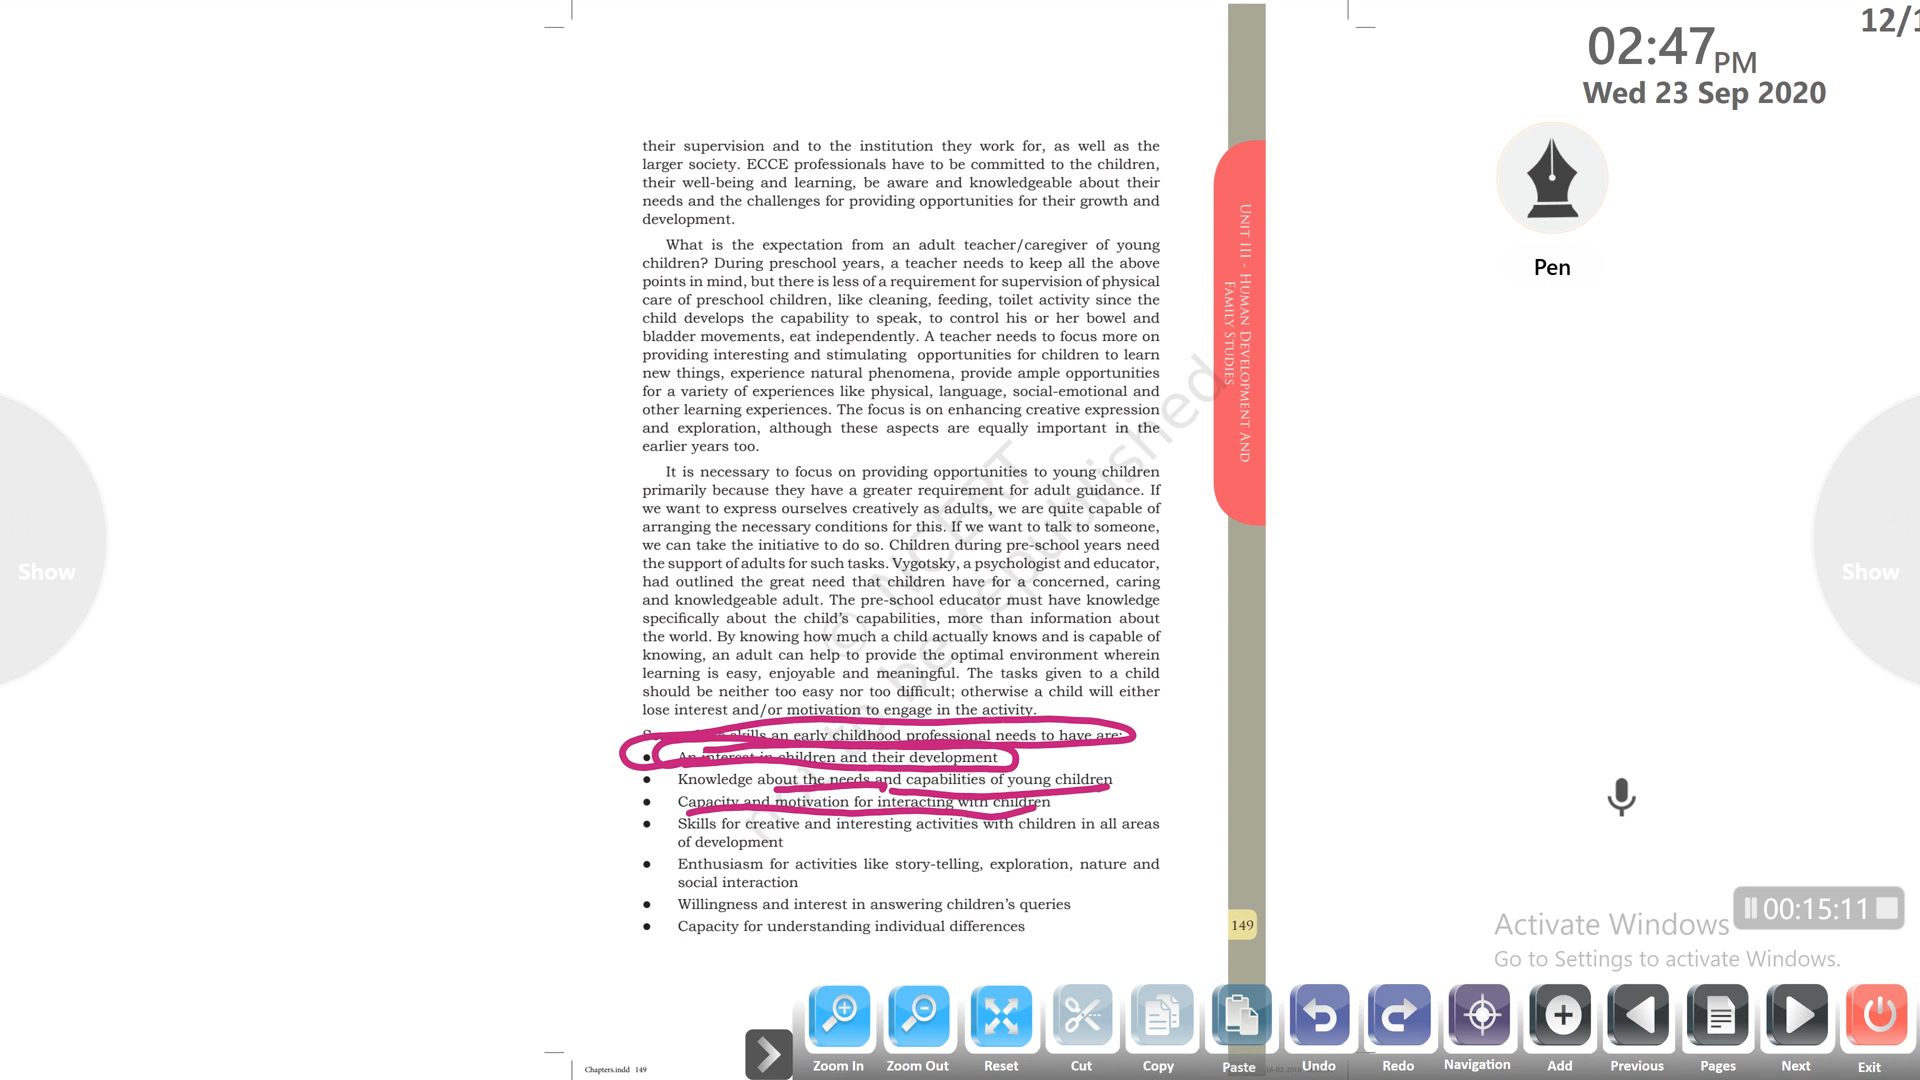 12/1
02:47 PM
Wed 23 Sep 2020
Pen
their supervision and to the institution they work for, as well as the
larger society. ECCE professionals have to be committed to the children,
their well-being and learning, be aware and knowledgeable about their
needs and the challenges for providing opportunities for their growth and
development.
What is the expectation from an adult teacher/caregiver of young
children? During preschool years, a teacher needs to keep all the above
points in mind, but there is less of a requirement for supervision of physical
care of preschool children, like cleaning, feeding, toilet activity since the
child develops the capability to speak, to control his or her bowel and
bladder movements, eat independently. A teacher needs to focus more on
providing interesting and stimulating opportunities for children to learn
new things, experience natural phenomena, provide ample opportunities
for a variety of experiences like physical, language, social-emotional and
other learning experiences. The focus is on enhancing creative expression
and exploration, although these aspects are equally important in the
earlier years too.
It is necessary to focus on providing opportunities to young children
primarily because they have a greater requirement for adult guidance. If
we want to express ourselves creatively as adults, we are quite capable of
arranging the necessary conditions for this. If we want to talk to someone,
we can take the initiative to do so. Children during pre-school years need
the support of adults for such tasks. Vygotsky, a psychologist and educator,
had outlined the great need that children have for a concerned, caring
and knowledgeable adult. The pre-school educator must have knowledge
specifically about the child's capabilities, more than information about
the world. By knowing how much a child actually knows and is capable of
knowing, an adult can help to provide the optimal environment wherein
learning is easy, enjoyable and meaningful. The tasks given to a child
should be neither too easy nor too difficult; otherwise a child will either
lose interest and/or motivation to engage in the activity.
skills an early childhood professional needs to have are:
● An interest in children and their development
● Knowledge about the needs and capabilities of young children
● Capacity and motivation for interacting with children
● Skills for creative and interesting activities with children in all areas
of development
● Enthusiasm for activities like story-telling, exploration, nature and
social interaction
● Willingness and interest in answering children's queries
● Capacity for understanding individual differences
© NCERT
be republished
Unit III - Human Development and
Family Studies
149
Show
Show
00:15:11
Activate Windows
Go to Settings to activate Windows.
Zoom In Zoom Out Reset Cut Copy Paste Undo Redo Navigation Add Previous Pages Next Exit
Chapters.indd 149